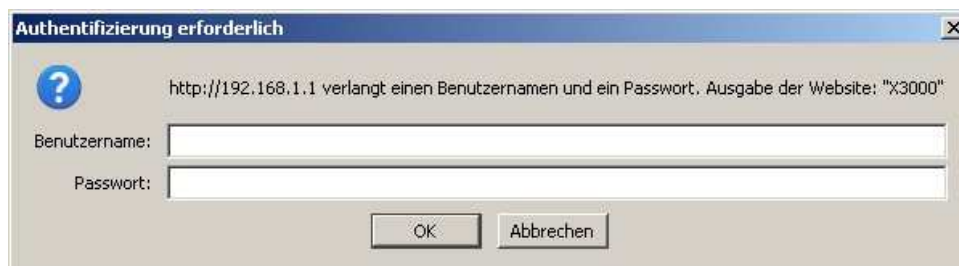 Authentifizierung erforderlich
http://192.168.1.1 verlangt einen Benutzernamen und ein Passwort. Ausgabe der Website: "X3000"
Benutzername:
Passwort:
OK Abbrechen